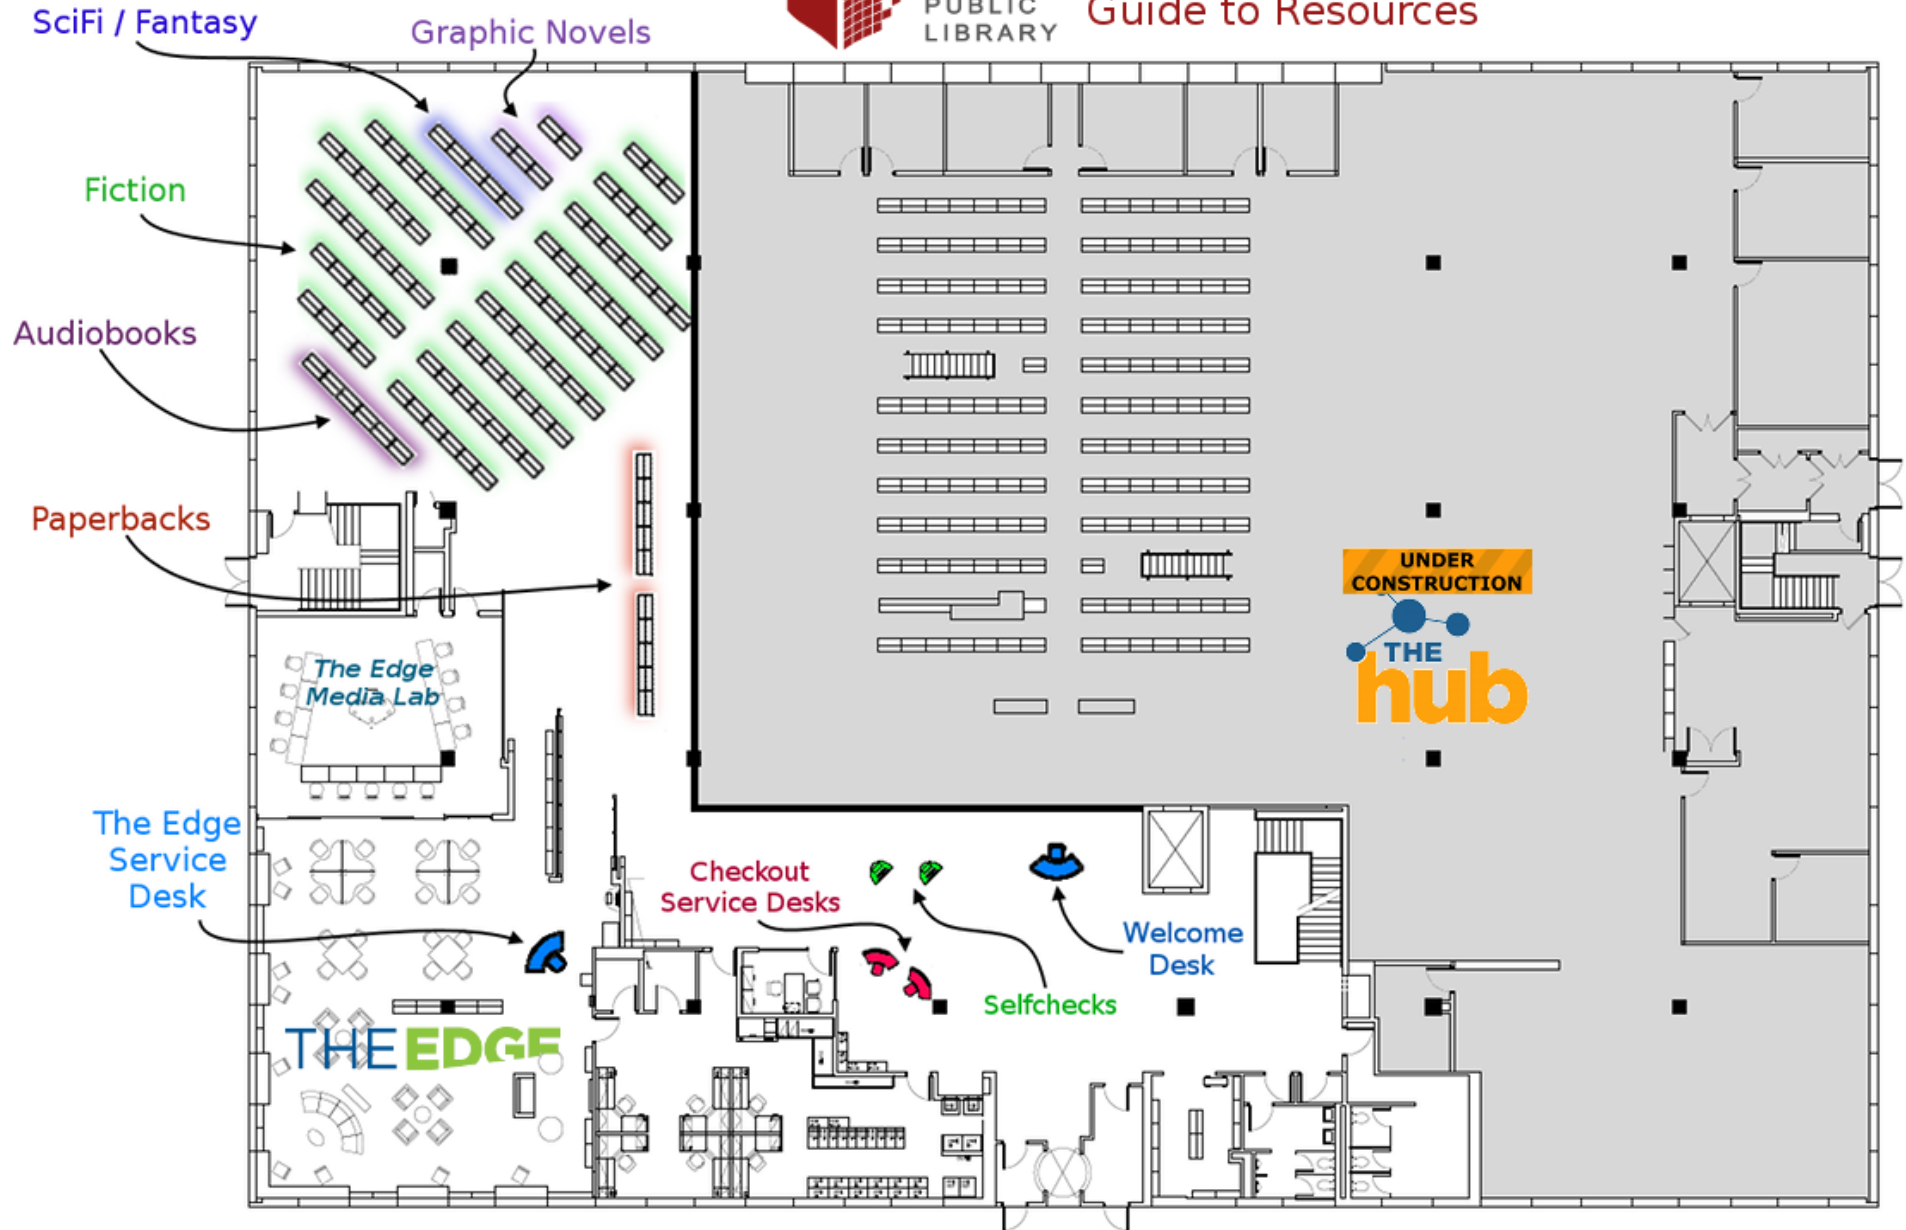 PUBLIC
LIBRARY
Guide to Resources
SciFi / Fantasy
Graphic Novels
Fiction
Audiobooks
Paperbacks
UNDER
CONSTRUCTION
THE
hub
The Edge
Media Lab
The Edge
Service
Desk
Checkout
Service Desks
Welcome
Desk
Selfchecks
THE EDGE